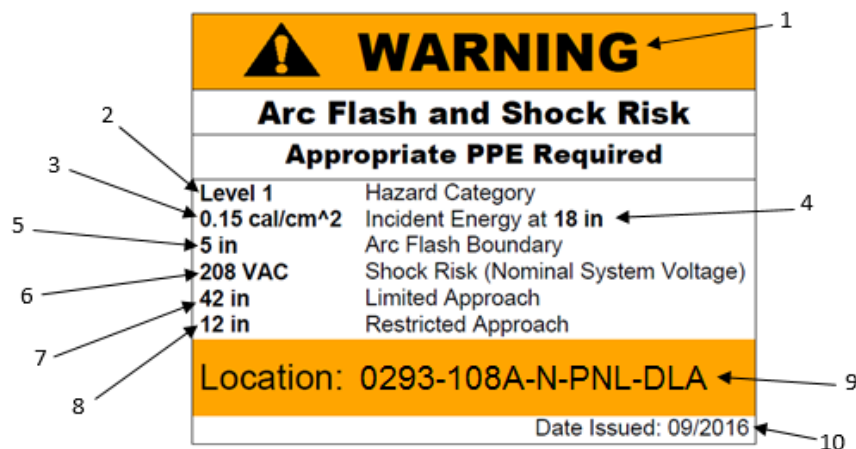 WARNING 1
Arc Flash and Shock Risk
2
Appropriate PPE Required
3
Level 1 Hazard Category
0.15 cal/cm^2 Incident Energy at 18 in 4
5
5 in Arc Flash Boundary
208 VAC Shock Risk (Nominal System Voltage)
6
42 in Limited Approach
12 in Restricted Approach
7
Location: 0293-108A-N-PNL-DLA 9
8
Date Issued: 09/2016
10